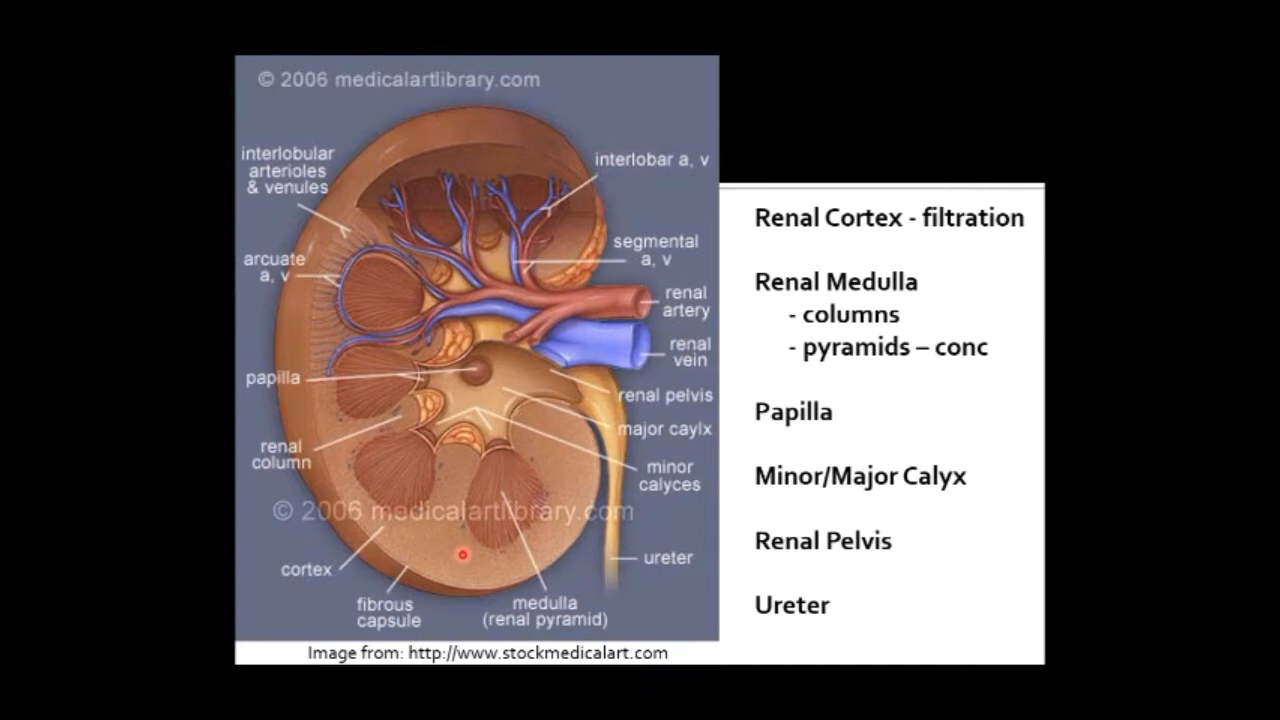 © 2006 medicalartlibrary.com
interlobular
arterioles
& venules
interlobar a, v
segmental
a, v
arcuate
a, v
renal
artery
renal
vein
papilla
renal pelvis
major caylx
renal
column
minor
calyces
© 2006 medicalartlibrary.com
ureter
cortex
fibrous
capsule
medulla
(renal pyramid)
Image from: http://www.stockmedicalart.com
Renal Cortex - filtration
Renal Medulla
- columns
- pyramids – conc
Papilla
Minor/Major Calyx
Renal Pelvis
Ureter